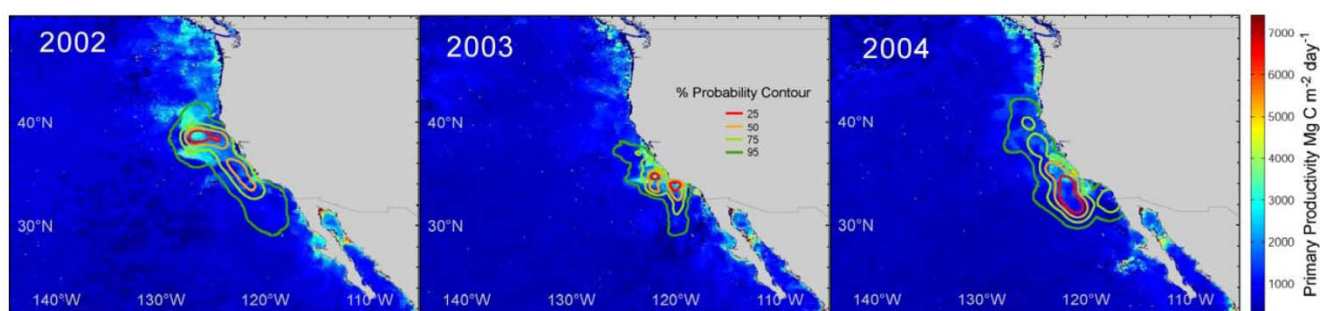 2002
2003
2004
% Probability Contour
25
50
75
95
40°N
30°N
140°W 130°W 120°W
40°N
30°N
140°W 130°W 120°W 110°W
40°N
30°N
140°W 130°W 120°W 110°W
7000
6000
5000
4000
3000
2000
1000
Primary Productivity Mg C m-2 day-1